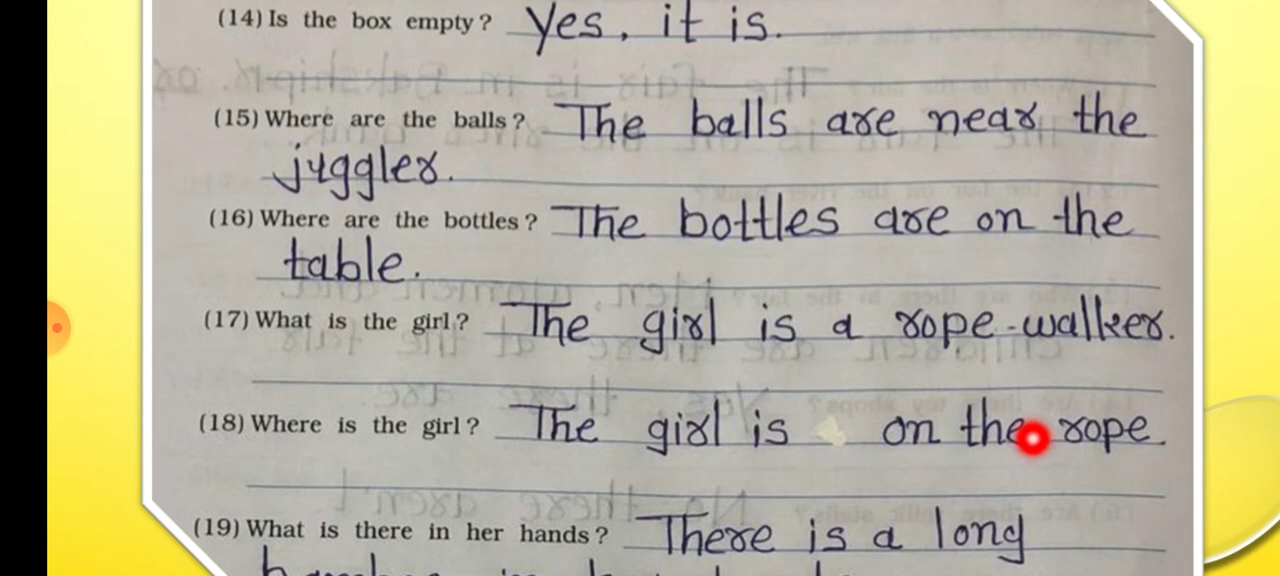 (14) Is the box empty? Yes, it is.
(15) Where are the balls? The balls are near the
juggler.
(16) Where are the bottles? The bottles are on the
table.
(17) What is the girl? The girl is a rope-walker.
(18) Where is the girl? The girl is on the rope.
(19) What is there in her hands? There is a long